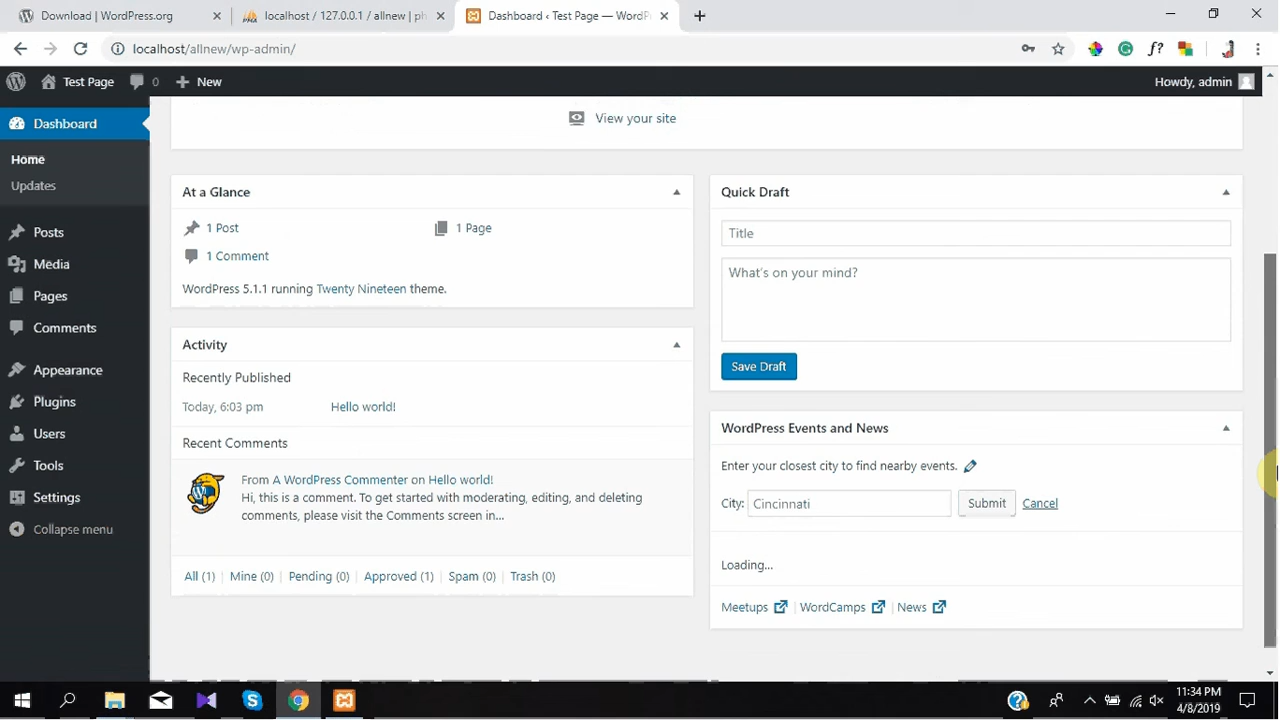 Download | WordPress.org
localhost / 127.0.0.1 / allnew | ph
Dashboard ‹ Test Page — WordP
localhost/allnew/wp-admin/
f?
Test Page
0
New
Howdy, admin
Dashboard
Home
Updates
Posts
Media
Pages
Comments
Appearance
Plugins
Users
Tools
Settings
Collapse menu
View your site
At a Glance
1 Post
1 Page
1 Comment
WordPress 5.1.1 running Twenty Nineteen theme.
Activity
Recently Published
Today, 6:03 pm
Hello world!
Recent Comments
From A WordPress Commenter on Hello world!
Hi, this is a comment. To get started with moderating, editing, and deleting
comments, please visit the Comments screen in...
All (1) | Mine (0) | Pending (0) | Approved (1) | Spam (0) | Trash (0)
Quick Draft
Title
What's on your mind?
Save Draft
WordPress Events and News
Enter your closest city to find nearby events.
City: Cincinnati Submit Cancel
Loading...
Meetups | WordCamps | News
11:34 PM
4/8/2019